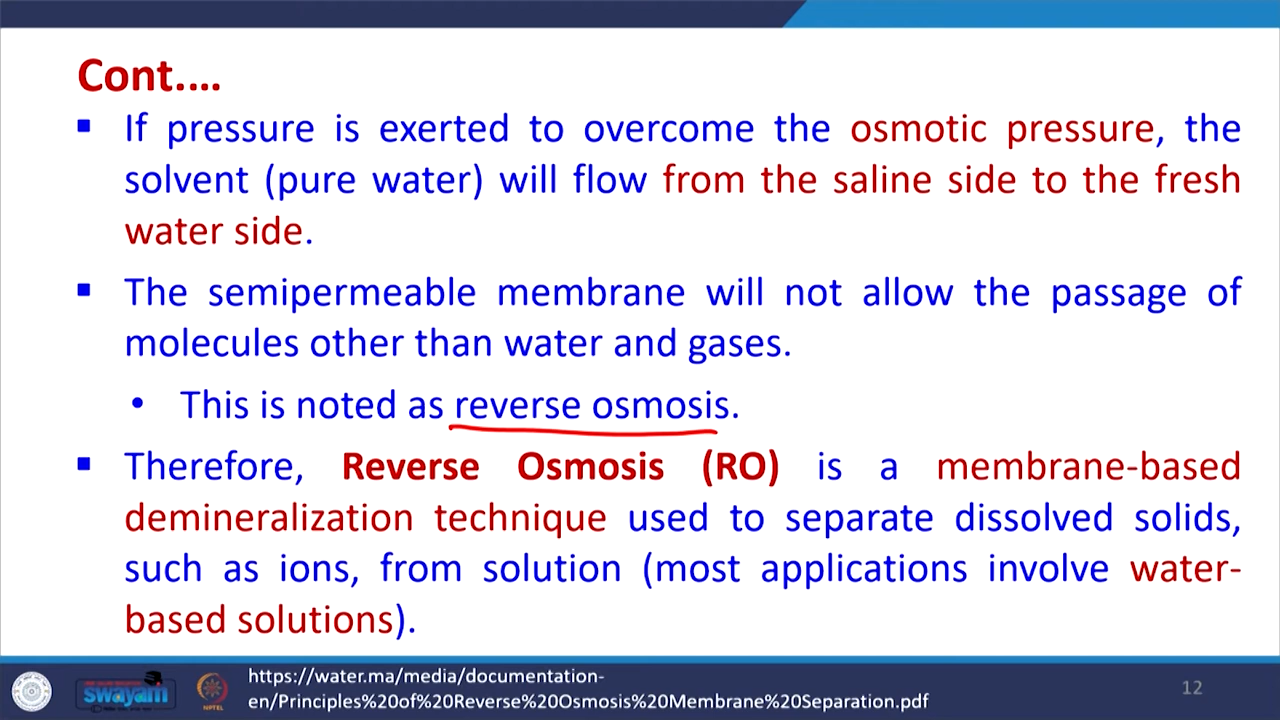 Cont.…
▪ If pressure is exerted to overcome the osmotic pressure, the
solvent (pure water) will flow from the saline side to the fresh
water side.
▪ The semipermeable membrane will not allow the passage of
molecules other than water and gases.
• This is noted as reverse osmosis.
▪ Therefore, Reverse Osmosis (RO) is a membrane-based
demineralization technique used to separate dissolved solids,
such as ions, from solution (most applications involve water-
based solutions).
swayam
NPTEL
https://water.ma/media/documentation-
en/Principles%20of%20Reverse%20Osmosis%20Membrane%20Separation.pdf
12